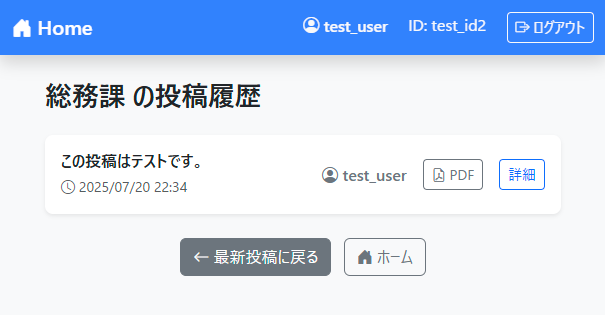 Home test_user ID: test_id2 ログアウト
総務課 の投稿履歴
この投稿はテストです。
2025/07/20 22:34 test_user PDF 詳細
← 最新投稿に戻る ホーム